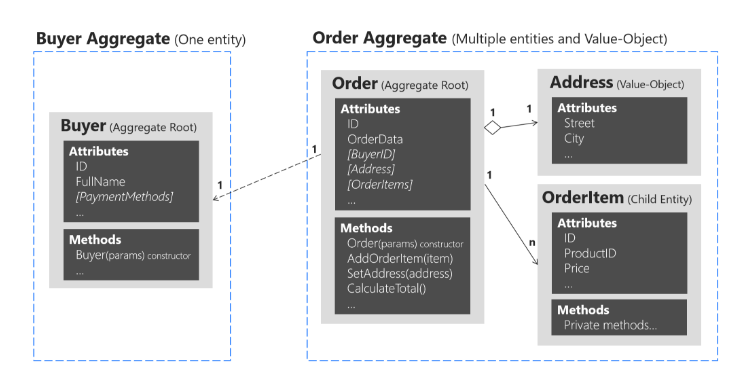 Buyer Aggregate (One entity)
Buyer (Aggregate Root)
Attributes
ID
FullName
[PaymentMethods]
...
Methods
Buyer(params) constructor
...
1
1
Order Aggregate (Multiple entities and Value-Object)
Order (Aggregate Root)
Attributes
ID
OrderData
[BuyerID]
[Address]
[OrderItems]
...
Methods
Order(params) constructor
AddOrderItem(item)
SetAddress(address)
CalculateTotal()
...
1
1
1
n
Address (Value-Object)
Attributes
Street
City
...
OrderItem (Child Entity)
Attributes
ID
ProductID
Price
...
Methods
Private methods...